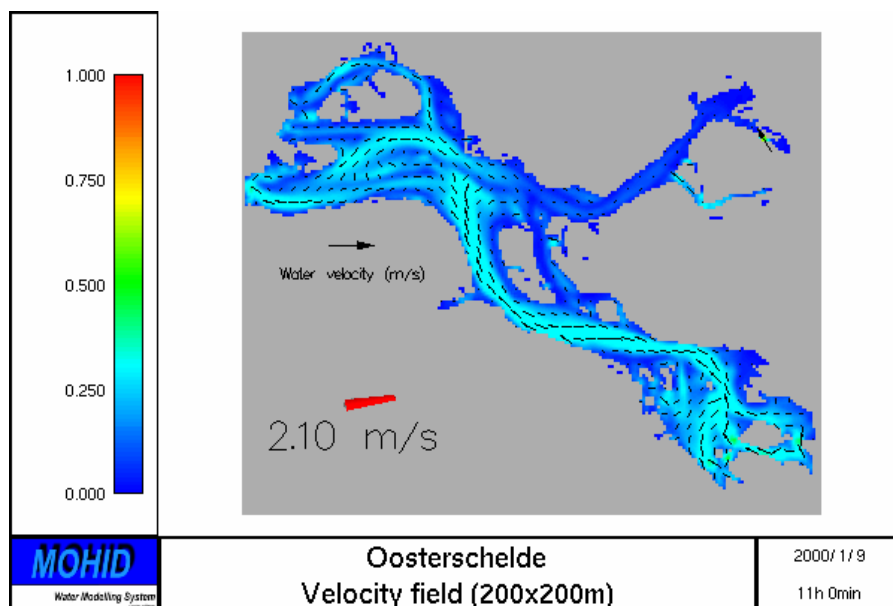 1.000
0.750
0.500
0.250
0.000
Water velocity (m/s)
2.10 m/s
MOHID
Water Modelling System
Oosterschelde
Velocity field (200x200m)
2000/1/9
11h 0min